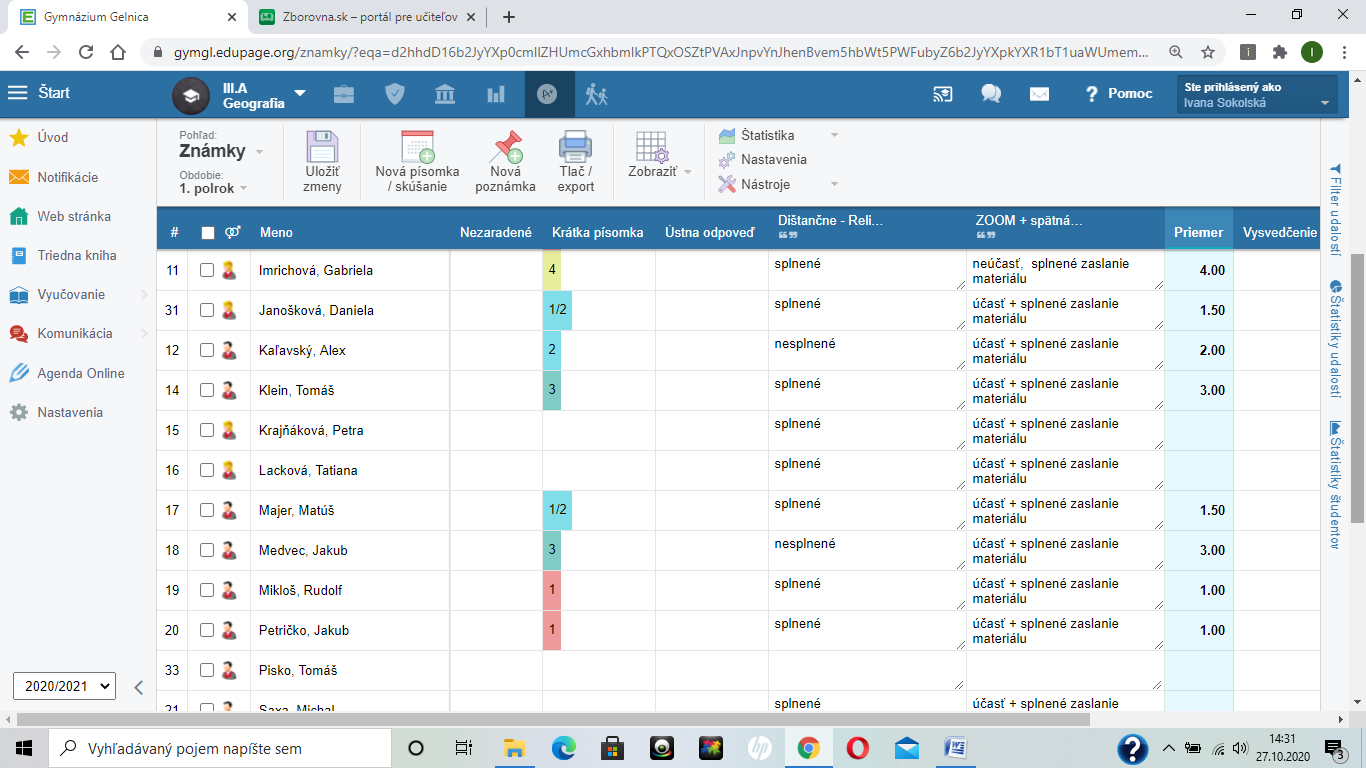 Gymnázium Gelnica
Zborovna.sk – portál pre učiteľov
gymgl.edupage.org/znamky/?eqa=
Štart
III.A
Geografia
? Pomoc
Ste prihlásený ako
Ivana Sokolská
Úvod
Notifikácie
Web stránka
Triedna kniha
Vyučovanie
Komunikácia
Agenda Online
Nastavenia
2020/2021
Pohľad:
Známky
Obdobie:
1. polrok
Uložiť
zmeny
Nová písomka
/ skúšanie
Nová
poznámka
Tlač /
export
Zobraziť
Štatistika
Nastavenia
Nástroje
# Meno Nezaradené Krátka písomka Ústna odpoveď Dištančne - Reli... ZOOM + spätná... Priemer Vysvedčenie
11 Imrichová, Gabriela 4 splnené neúčasť, splnené zaslanie 4.00
materiálu
31 Janošková, Daniela 1/2 splnené účasť + splnené zaslanie 1.50
materiálu
12 Kaľavský, Alex 2 nesplnené účasť + splnené zaslanie 2.00
materiálu
14 Klein, Tomáš 3 splnené účasť + splnené zaslanie 3.00
materiálu
15 Krajňáková, Petra splnené účasť + splnené zaslanie
materiálu
16 Lacková, Tatiana splnené účasť + splnené zaslanie
materiálu
17 Majer, Matúš 1/2 splnené účasť + splnené zaslanie 1.50
materiálu
18 Medvec, Jakub 3 nesplnené účasť + splnené zaslanie 3.00
materiálu
19 Mikloš, Rudolf 1 splnené účasť + splnené zaslanie 1.00
materiálu
20 Petričko, Jakub 1 splnené účasť + splnené zaslanie 1.00
materiálu
33 Pisko, Tomáš
21 Saxa, Michal splnené účasť + splnené zaslanie
Filter udalostí
Štatistiky udalostí
Štatistiky študentov
Vyhľadávaný pojem napíšte sem
14:31
27.10.2020
3